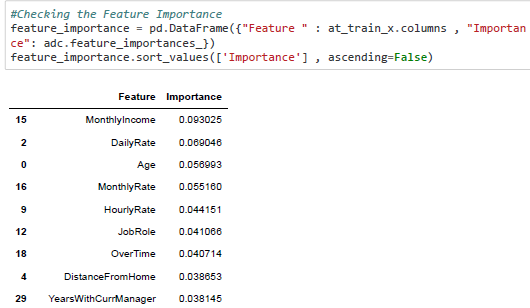 #Checking the Feature Importance
feature_importance = pd.DataFrame({"Feature " : at_train_x.columns , "Importan
ce": adc.feature_importances_})
feature_importance.sort_values(['Importance'] , ascending=False)
Feature Importance
15 MonthlyIncome 0.093025
2 DailyRate 0.069046
0 Age 0.056993
16 MonthlyRate 0.055160
9 HourlyRate 0.044151
12 JobRole 0.041066
18 OverTime 0.040714
4 DistanceFromHome 0.038653
29 YearsWithCurrManager 0.038145